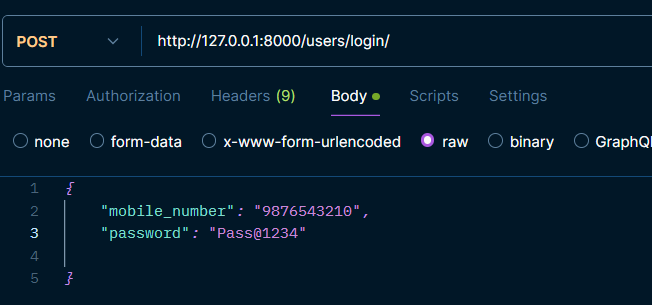 POST http://127.0.0.1:8000/users/login/
Params Authorization Headers (9) Body Scripts Settings
none form-data x-www-form-urlencoded raw binary GraphQL
1 {
2 "mobile_number": "9876543210",
3 "password": "Pass@1234"
4
5 }